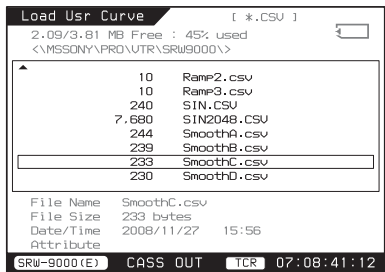 Load Usr Curve [ *.CSV ]
2.09/3.81 MB Free : 45% used
<\MSSONY\PRO\VTR\SRW9000\>
10 Ramp2.csv
10 Ramp3.csv
240 SIN.CSV
7,680 SIN2048.CSV
244 SmoothA.csv
239 SmoothB.csv
233 SmoothC.csv
230 SmoothD.csv
File Name SmoothC.csv
File Size 233 bytes
Date/Time 2008/11/27 15:56
Attribute
SRW-9000(E) CASS OUT TCR 07:08:41:12